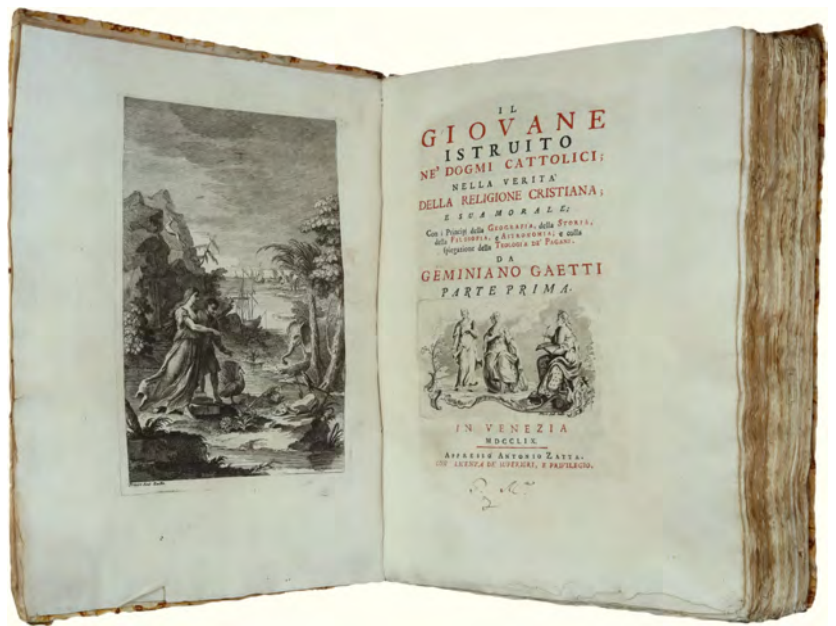 IL
GIOVANE
ISTRUITO
NE' DOGMI CATTOLICI;
NELLA VERITA'
DELLA RELIGIONE CRISTIANA;
E SUA MORALE;
Con i Principj della GEOGRAFIA, della STORIA,
della FILOSOFIA, e ASTRONOMIA; e colla
spiegazione della TEOLOGIA DE' PAGANI.
DA
GEMINIANO GAETTI
PARTE PRIMA.
IN VENEZIA
MDCCLIX.
APPRESSO ANTONIO ZATTA.
CON LICENZA DE' SUPERIORI, E PRIVILEGIO.